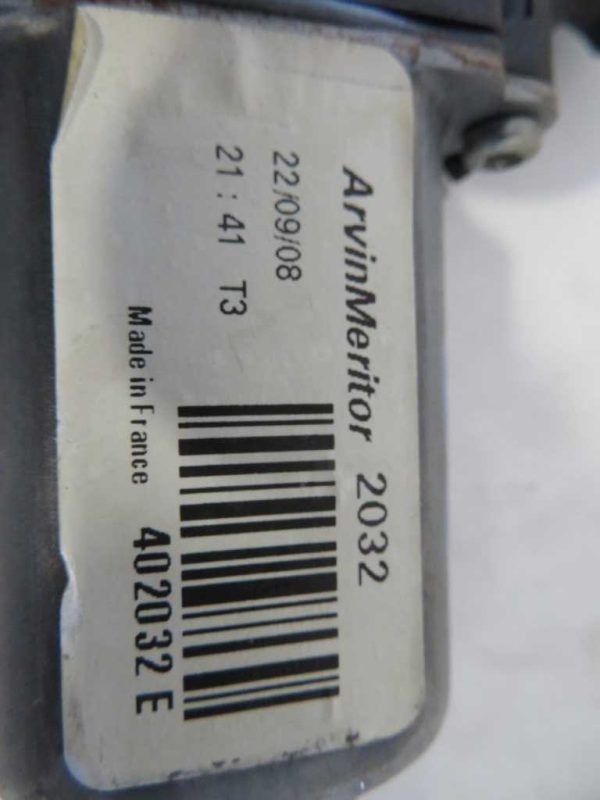 ArvinMeritor 2032
22/09/08
21 : 41 T3
Made in France 402032 E